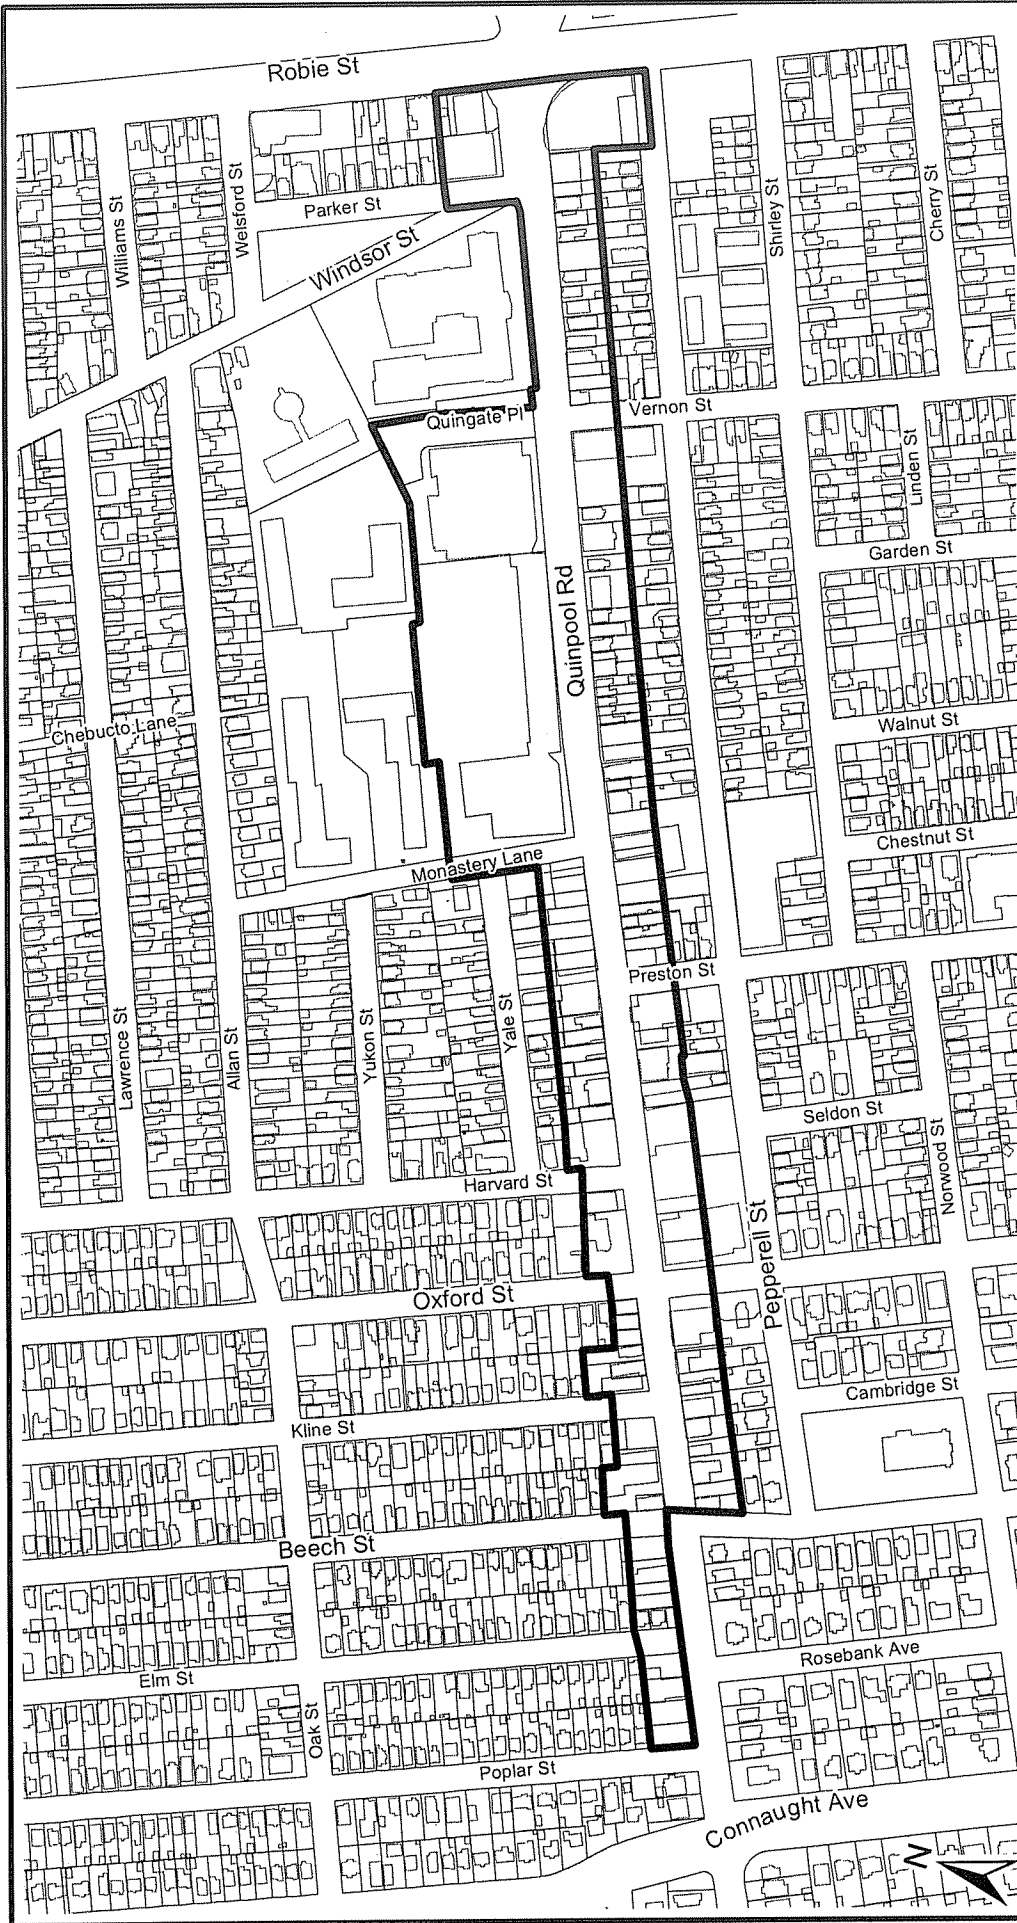 Robie St
Williams St
Welsford St
Parker St
Windsor St
Shirley St
Cherry St
Vernon St
Quingate Pl
Linden St
Garden St
Quinpool Rd
Walnut St
Chebucto Lane
Chestnut St
Monastery Lane
Preston St
Lawrence St
Allan St
Yukon St
Yale St
Seldon St
Norwood St
Harvard St
Pepperell St
Oxford St
Cambridge St
Kline St
Beech St
Rosebank Ave
Elm St
Oak St
Poplar St
Connaught Ave
N